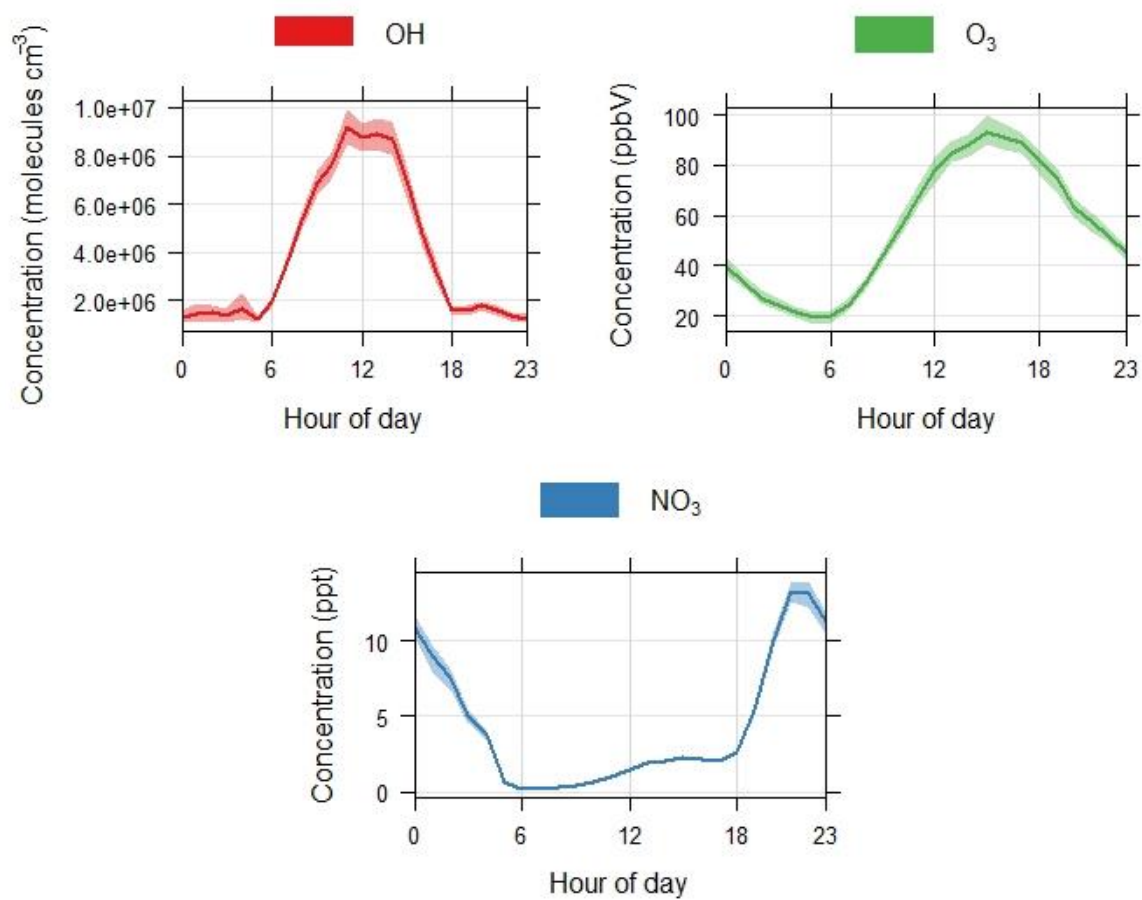 OH
Concentration (molecules cm⁻³)
1.0e+07
8.0e+06
6.0e+06
4.0e+06
2.0e+06
0 6 12 18 23
Hour of day
O₃
Concentration (ppbV)
100
80
60
40
20
0 6 12 18 23
Hour of day
NO₃
Concentration (ppt)
10
5
0
0 6 12 18 23
Hour of day